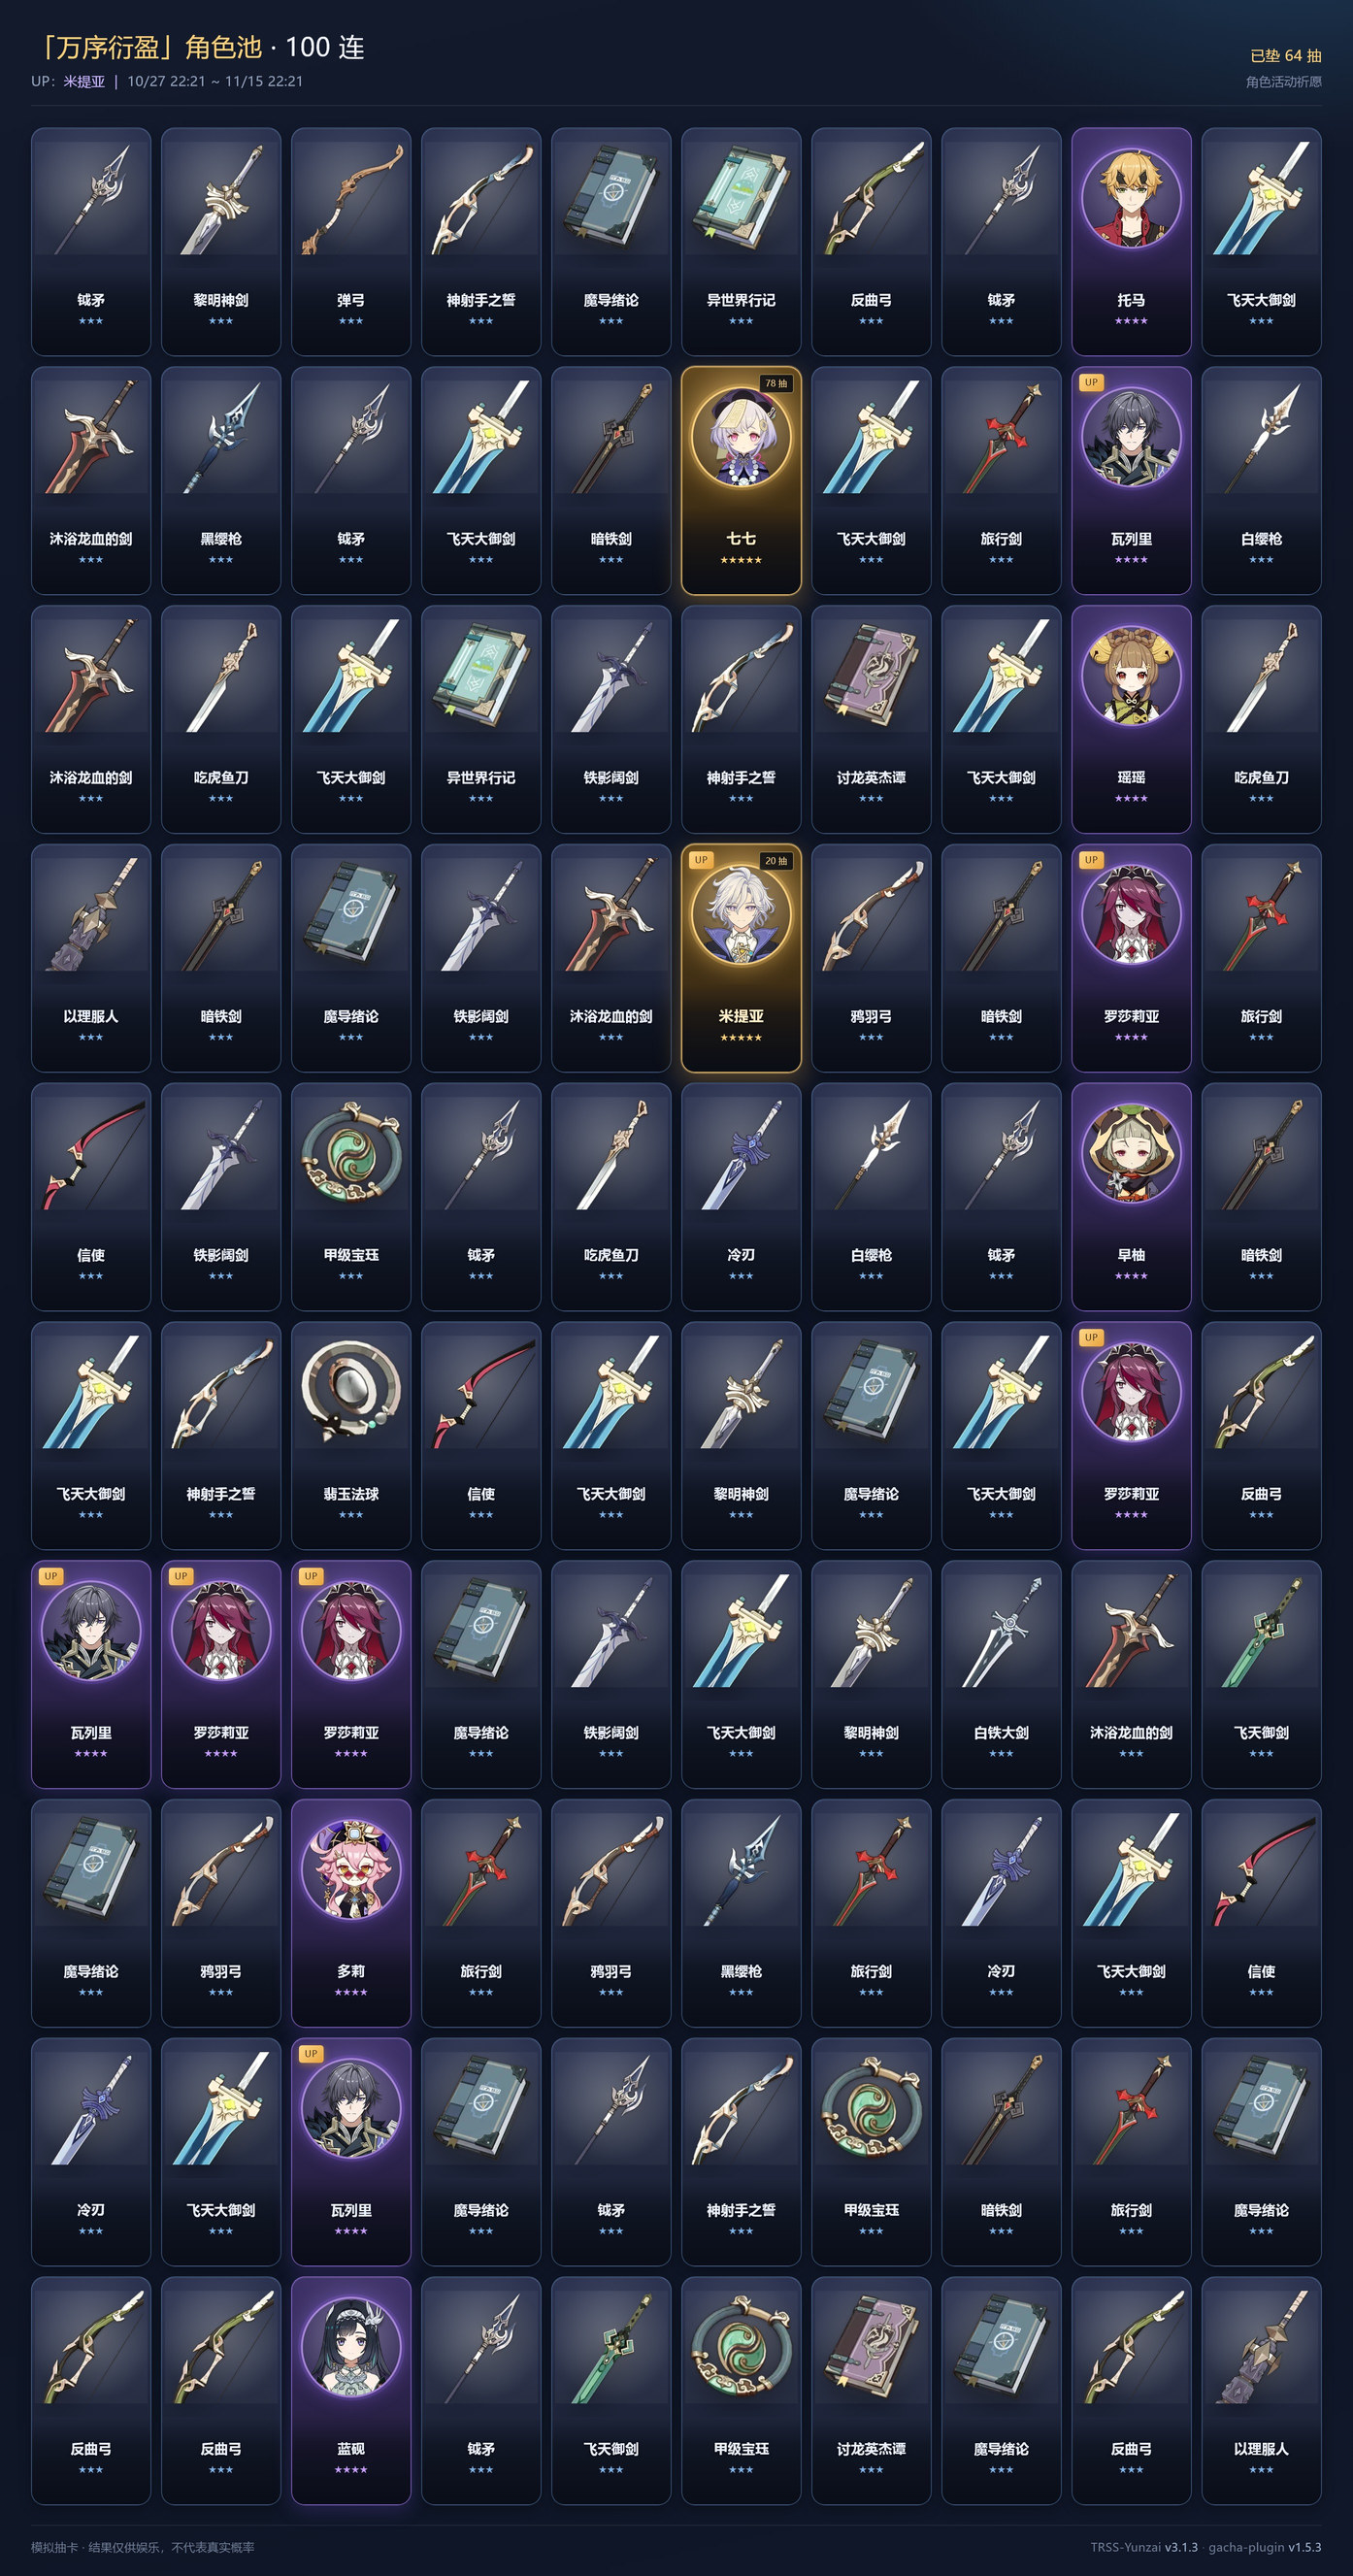 「万序衍盈」角色池 · 100 连
已垫 64 抽
UP：米提亚 | 10/27 22:21 ~ 11/15 22:21
角色活动祈愿
钺矛 黎明神剑 弹弓 神射手之誓 魔导绪论 异世界行记 反曲弓 钺矛 托马 飞天大御剑
★★★ ★★★ ★★★ ★★★ ★★★ ★★★ ★★★ ★★★ ★★★★ ★★★
78 抽 UP
沐浴龙血的剑 黑缨枪 钺矛 飞天大御剑 暗铁剑 七七 飞天大御剑 旅行剑 瓦列里 白缨枪
★★★ ★★★ ★★★ ★★★ ★★★ ★★★★★ ★★★ ★★★ ★★★★ ★★★
沐浴龙血的剑 吃虎鱼刀 飞天大御剑 异世界行记 铁影阔剑 神射手之誓 讨龙英杰谭 飞天大御剑 瑶瑶 吃虎鱼刀
★★★ ★★★ ★★★ ★★★ ★★★ ★★★ ★★★ ★★★ ★★★★ ★★★
UP 20 抽 UP
以理服人 暗铁剑 魔导绪论 铁影阔剑 沐浴龙血的剑 米提亚 鸦羽弓 暗铁剑 罗莎莉亚 旅行剑
★★★ ★★★ ★★★ ★★★ ★★★ ★★★★★ ★★★ ★★★ ★★★★ ★★★
信使 铁影阔剑 甲级宝珏 钺矛 吃虎鱼刀 冷刃 白缨枪 钺矛 早柚 暗铁剑
★★★ ★★★ ★★★ ★★★ ★★★ ★★★ ★★★ ★★★ ★★★★ ★★★
UP
飞天大御剑 神射手之誓 翡玉法球 信使 飞天大御剑 黎明神剑 魔导绪论 飞天大御剑 罗莎莉亚 反曲弓
★★★ ★★★ ★★★ ★★★ ★★★ ★★★ ★★★ ★★★ ★★★★ ★★★
UP UP UP
瓦列里 罗莎莉亚 罗莎莉亚 魔导绪论 铁影阔剑 飞天大御剑 黎明神剑 白铁大剑 沐浴龙血的剑 飞天御剑
★★★★ ★★★★ ★★★★ ★★★ ★★★ ★★★ ★★★ ★★★ ★★★ ★★★
魔导绪论 鸦羽弓 多莉 旅行剑 鸦羽弓 黑缨枪 旅行剑 冷刃 飞天大御剑 信使
★★★ ★★★ ★★★★ ★★★ ★★★ ★★★ ★★★ ★★★ ★★★ ★★★
UP
冷刃 飞天大御剑 瓦列里 魔导绪论 钺矛 神射手之誓 甲级宝珏 暗铁剑 旅行剑 魔导绪论
★★★ ★★★ ★★★★ ★★★ ★★★ ★★★ ★★★ ★★★ ★★★ ★★★
反曲弓 反曲弓 蓝砚 钺矛 飞天御剑 甲级宝珏 讨龙英杰谭 魔导绪论 反曲弓 以理服人
★★★ ★★★ ★★★★ ★★★ ★★★ ★★★ ★★★ ★★★ ★★★ ★★★
模拟抽卡 · 结果仅供娱乐，不代表真实概率
TRSS-Yunzai v3.1.3 · gacha-plugin v1.5.3